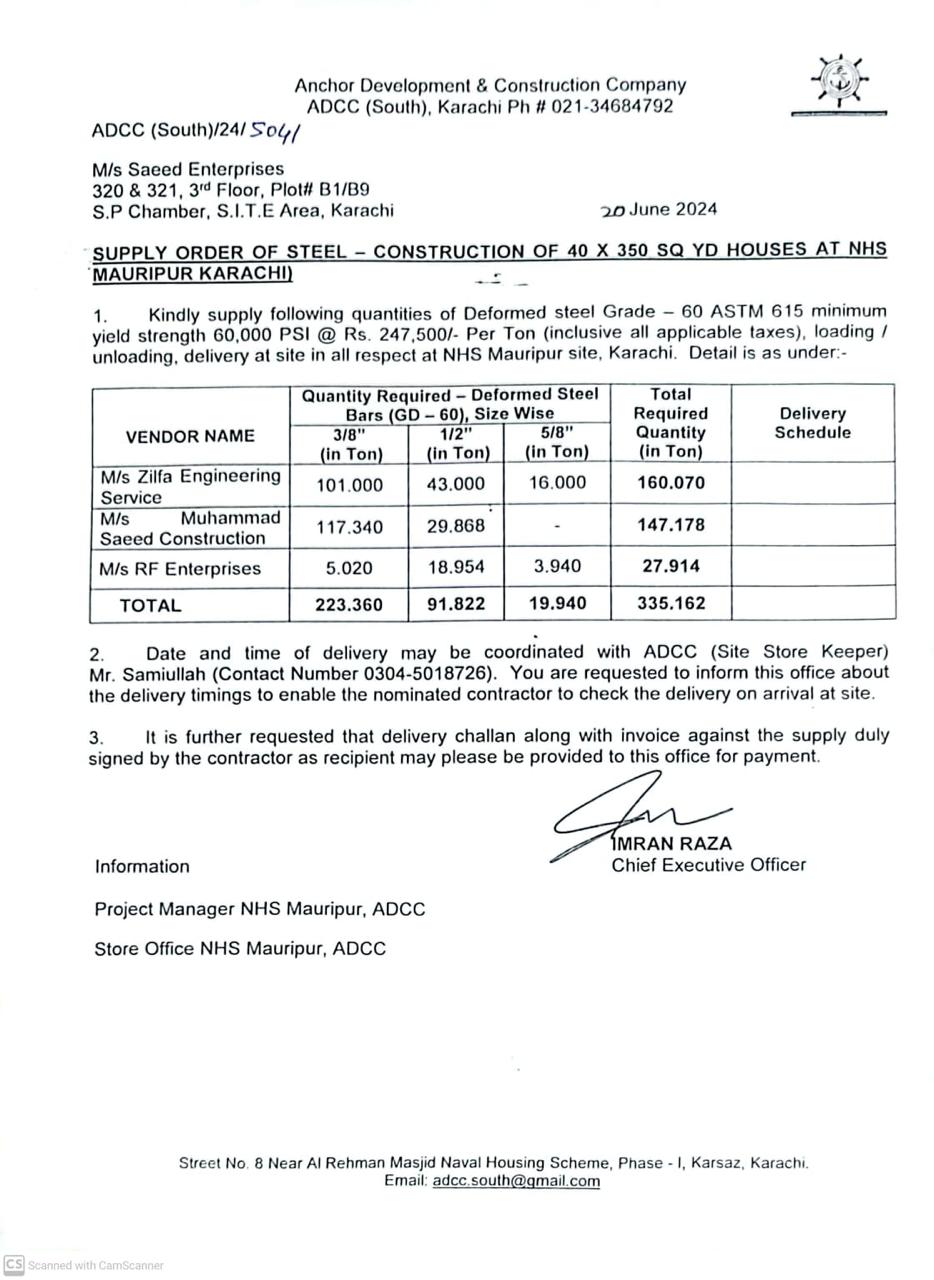 Anchor Development & Construction Company
ADCC (South), Karachi Ph # 021-34684792
ADCC (South)/24/5041
M/s Saeed Enterprises
320 & 321, 3rd Floor, Plot# B1/B9
S.P Chamber, S.I.T.E Area, Karachi
20 June 2024
SUPPLY ORDER OF STEEL – CONSTRUCTION OF 40 X 350 SQ YD HOUSES AT NHS
MAURIPUR KARACHI)
1. Kindly supply following quantities of Deformed steel Grade – 60 ASTM 615 minimum
yield strength 60,000 PSI @ Rs. 247,500/- Per Ton (inclusive all applicable taxes), loading /
unloading, delivery at site in all respect at NHS Mauripur site, Karachi. Detail is as under:-
VENDOR NAME
Quantity Required – Deformed Steel
Bars (GD – 60), Size Wise
3/8" 1/2" 5/8"
(in Ton) (in Ton) (in Ton)
Total
Required
Quantity
(in Ton)
Delivery
Schedule
M/s Zilfa Engineering
Service
101.000 43.000 16.000 160.070
M/s Muhammad
Saeed Construction
117.340 29.868 - 147.178
M/s RF Enterprises 5.020 18.954 3.940 27.914
TOTAL 223.360 91.822 19.940 335.162
2. Date and time of delivery may be coordinated with ADCC (Site Store Keeper)
Mr. Samiullah (Contact Number 0304-5018726). You are requested to inform this office about
the delivery timings to enable the nominated contractor to check the delivery on arrival at site.
3. It is further requested that delivery challan along with invoice against the supply duly
signed by the contractor as recipient may please be provided to this office for payment.
IMRAN RAZA
Chief Executive Officer
Information
Project Manager NHS Mauripur, ADCC
Store Office NHS Mauripur, ADCC
Street No. 8 Near Al Rehman Masjid Naval Housing Scheme, Phase - I, Karsaz, Karachi.
Email: adcc.south@gmail.com
CS Scanned with CamScanner